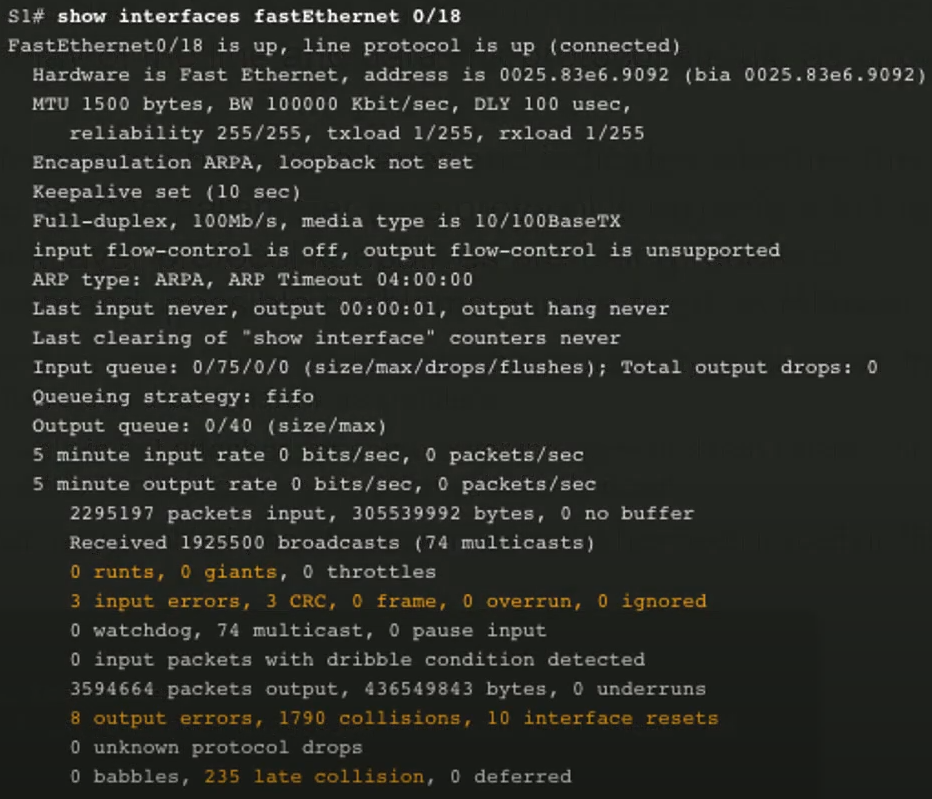 S1# show interfaces fastEthernet 0/18
FastEthernet0/18 is up, line protocol is up (connected)
Hardware is Fast Ethernet, address is 0025.83e6.9092 (bia 0025.83e6.9092)
MTU 1500 bytes, BW 100000 Kbit/sec, DLY 100 usec,
reliability 255/255, txload 1/255, rxload 1/255
Encapsulation ARPA, loopback not set
Keepalive set (10 sec)
Full-duplex, 100Mb/s, media type is 10/100BaseTX
input flow-control is off, output flow-control is unsupported
ARP type: ARPA, ARP Timeout 04:00:00
Last input never, output 00:00:01, output hang never
Last clearing of "show interface" counters never
Input queue: 0/75/0/0 (size/max/drops/flushes); Total output drops: 0
Queueing strategy: fifo
Output queue: 0/40 (size/max)
5 minute input rate 0 bits/sec, 0 packets/sec
5 minute output rate 0 bits/sec, 0 packets/sec
2295197 packets input, 305539992 bytes, 0 no buffer
Received 1925500 broadcasts (74 multicasts)
0 runts, 0 giants, 0 throttles
3 input errors, 3 CRC, 0 frame, 0 overrun, 0 ignored
0 watchdog, 74 multicast, 0 pause input
0 input packets with dribble condition detected
3594664 packets output, 436549843 bytes, 0 underruns
8 output errors, 1790 collisions, 10 interface resets
0 unknown protocol drops
0 babbles, 235 late collision, 0 deferred